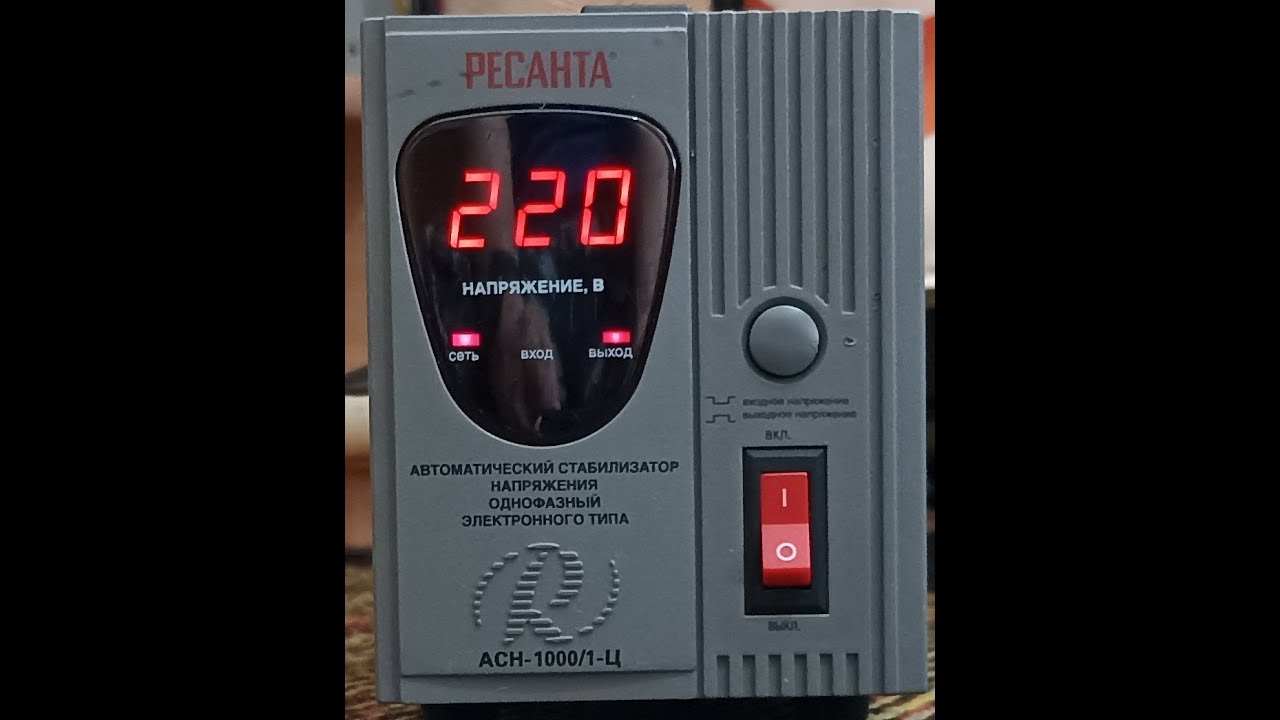 РЕСАНТА®
220
НАПРЯЖЕНИЕ, В
сеть вход выход
входное напряжение
выходное напряжение
ВКЛ.
АВТОМАТИЧЕСКИЙ СТАБИЛИЗАТОР
НАПРЯЖЕНИЯ
ОДНОФАЗНЫЙ
ЭЛЕКТРОННОГО ТИПА
I
O
ВЫКЛ.
R
АСН-1000/1-Ц